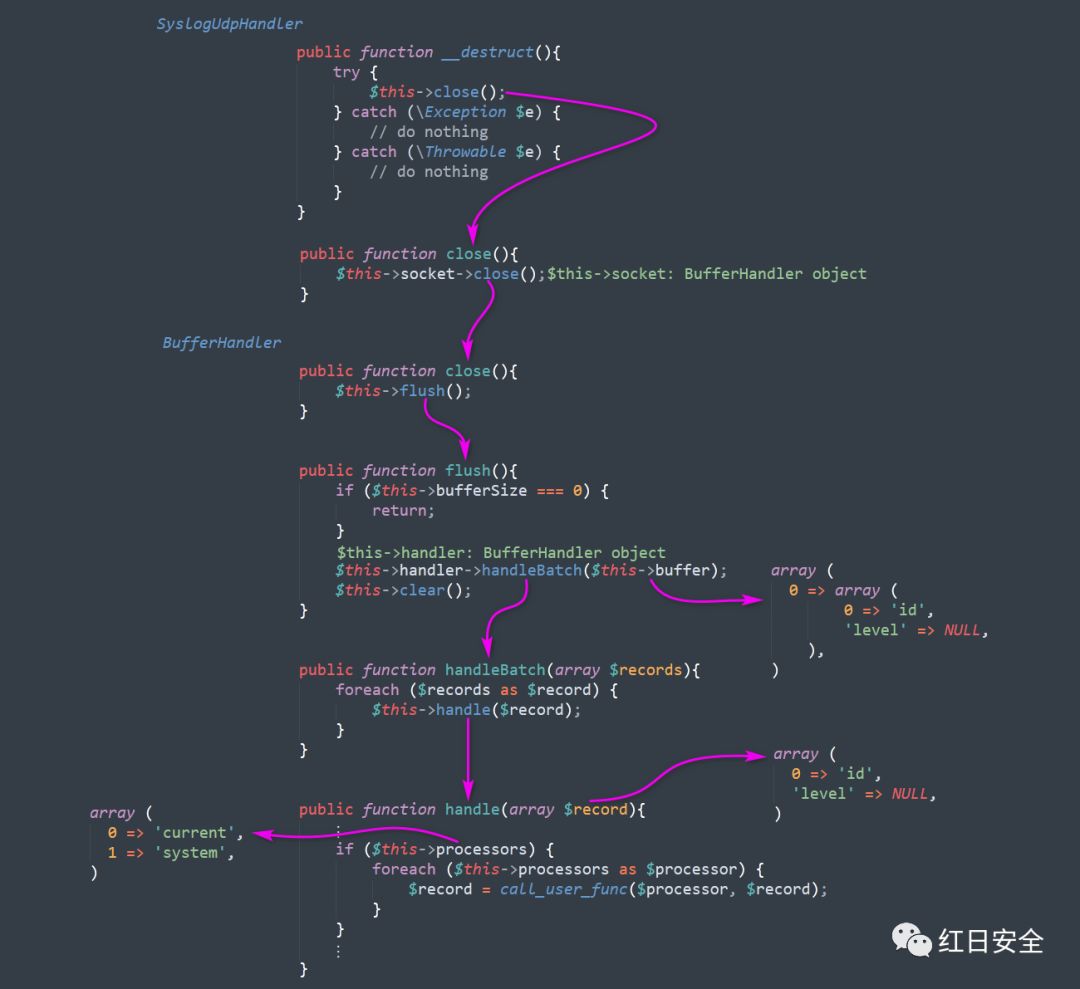 SyslogUdpHandler
public function __destruct(){
try {
$this->close();
} catch (\Exception $e) {
// do nothing
} catch (\Throwable $e) {
// do nothing
}
}
public function close(){
$this->socket->close();$this->socket: BufferHandler object
}
BufferHandler
public function close(){
$this->flush();
}
public function flush(){
if ($this->bufferSize === 0) {
return;
}
$this->handler: BufferHandler object
$this->handler->handleBatch($this->buffer);
$this->clear();
}
array (
0 => array (
0 => 'id',
'level' => NULL,
),
)
public function handleBatch(array $records){
foreach ($records as $record) {
$this->handle($record);
}
}
array (
0 => 'id',
'level' => NULL,
)
public function handle(array $record){
⋮
if ($this->processors) {
foreach ($this->processors as $processor) {
$record = call_user_func($processor, $record);
}
}
⋮
}
array (
0 => 'current',
1 => 'system',
)
红日安全